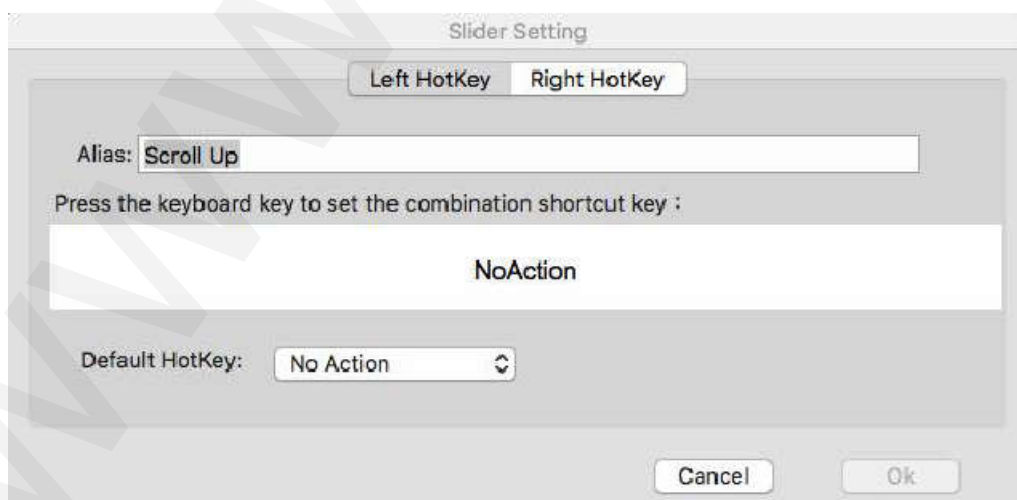 Slider Setting
Left HotKey Right HotKey
Alias: Scroll Up
Press the keyboard key to set the combination shortcut key :
NoAction
Default HotKey: No Action
Cancel Ok